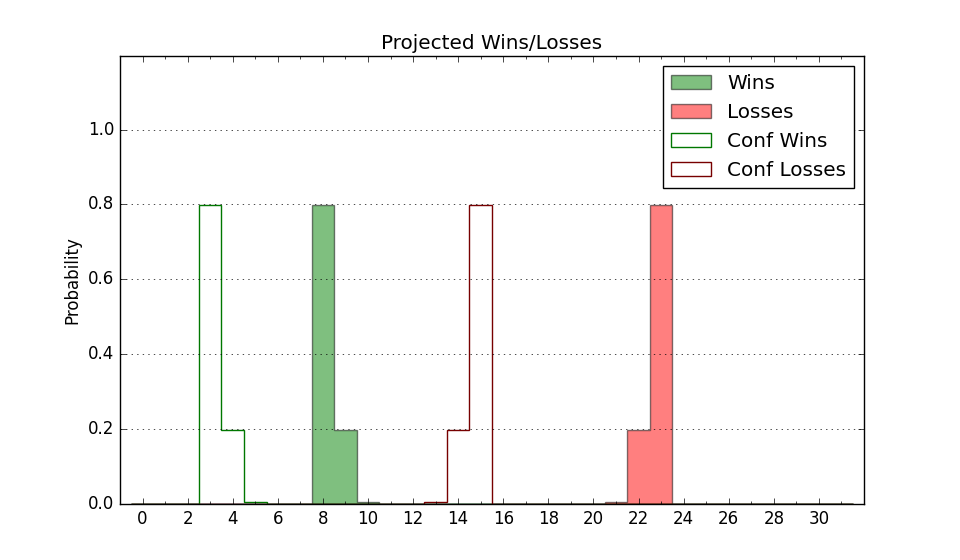 Projected Wins/Losses
Wins
Losses
Conf Wins
Conf Losses
Probability
1.0
0.8
0.6
0.4
0.2
0.0
0 2 4 6 8 10 12 14 16 18 20 22 24 26 28 30